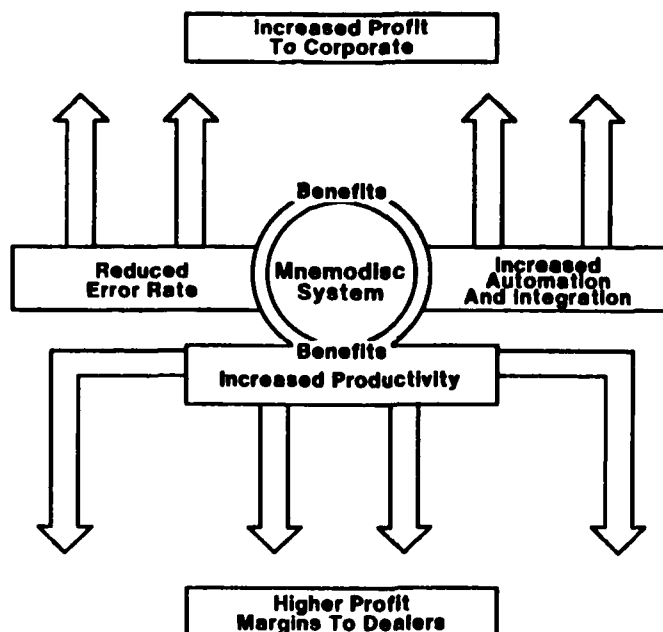 Increased Profit
To Corporate
Benefits
Reduced
Error Rate
Mnemodisc
System
Increased
Automation
And Integration
Benefits
Increased Productivity
Higher Profit
Margins To Dealers